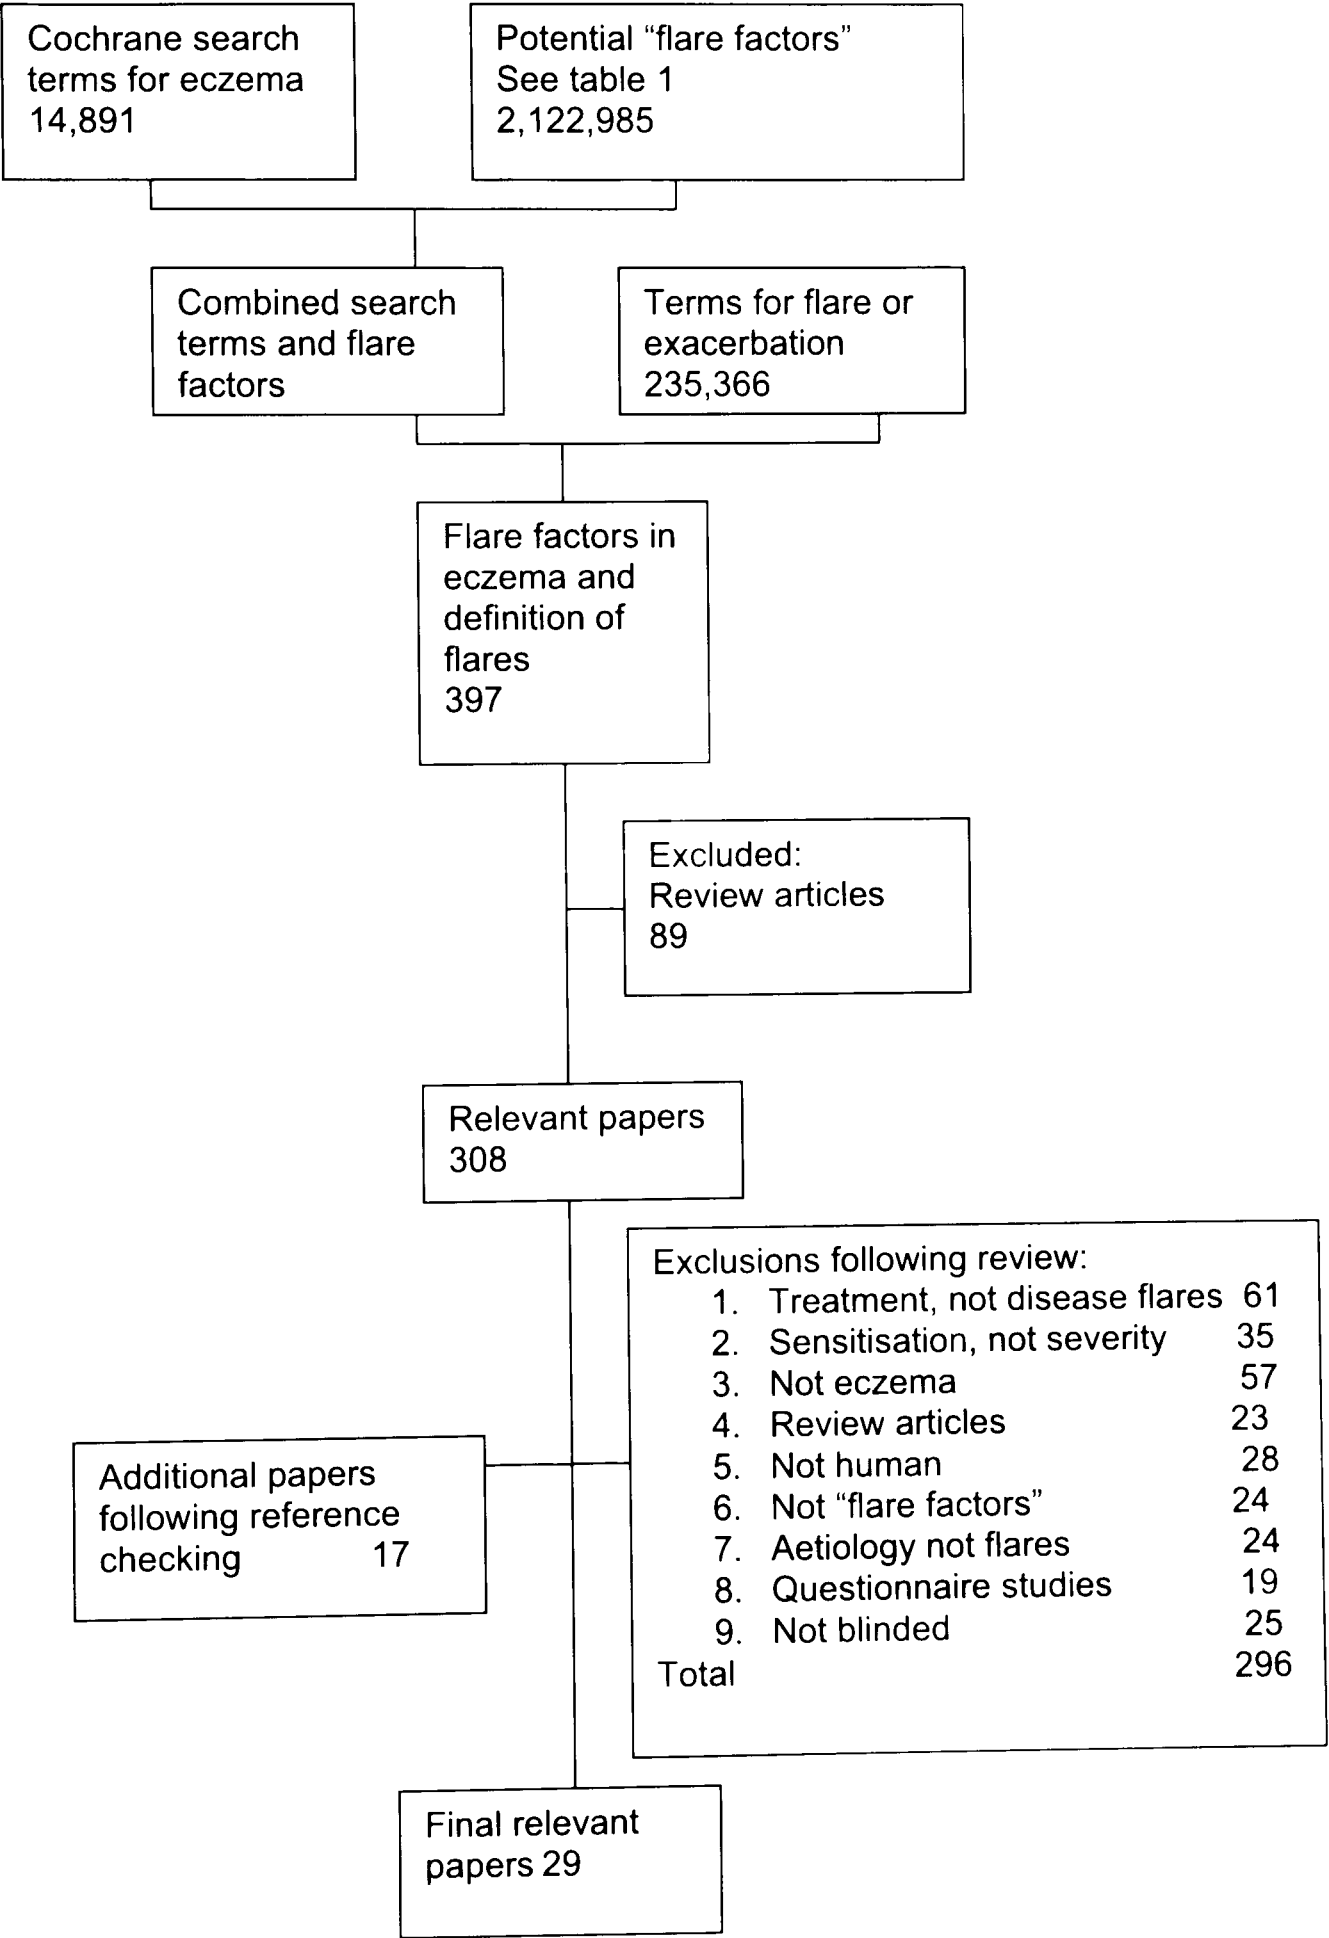 Cochrane search
terms for eczema
14,891
Potential “flare factors”
See table 1
2,122,985
Combined search
terms and flare
factors
Terms for flare or
exacerbation
235,366
Flare factors in
eczema and
definition of
flares
397
Excluded:
Review articles
89
Relevant papers
308
Exclusions following review:
1. Treatment, not disease flares 61
2. Sensitisation, not severity 35
3. Not eczema 57
4. Review articles 23
5. Not human 28
6. Not “flare factors” 24
7. Aetiology not flares 24
8. Questionnaire studies 19
9. Not blinded 25
Total 296
Additional papers
following reference
checking 17
Final relevant
papers 29